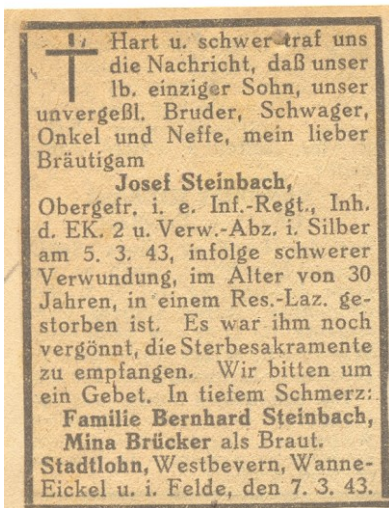 Hart u. schwer traf uns
die Nachricht, daß unser
lb. einziger Sohn, unser
unvergeßl. Bruder, Schwager,
Onkel und Neffe, mein lieber
Bräutigam
Josef Steinbach,
Obergefr. i. e. Inf.-Regt., Inh.
d. EK. 2 u. Verw.-Abz. i. Silber
am 5. 3. 43, infolge schwerer
Verwundung, im Alter von 30
Jahren, in einem Res.-Laz. ge-
storben ist. Es war ihm noch
vergönnt, die Sterbesakramente
zu empfangen. Wir bitten um
ein Gebet. In tiefem Schmerz:
Familie Bernhard Steinbach,
Mina Brücker als Braut.
Stadtlohn, Westbevern, Wanne-
Eickel u. i. Felde, den 7. 3. 43.